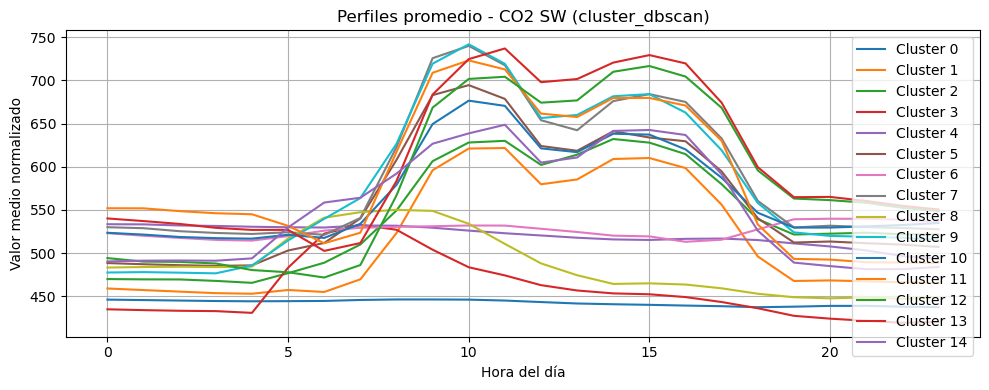 Perfiles promedio - CO2 SW (cluster_dbscan)
Valor medio normalizado
750
700
650
600
550
500
450
0
5
10
15
20
Hora del día
Cluster 0
Cluster 1
Cluster 2
Cluster 3
Cluster 4
Cluster 5
Cluster 6
Cluster 7
Cluster 8
Cluster 9
Cluster 10
Cluster 11
Cluster 12
Cluster 13
Cluster 14